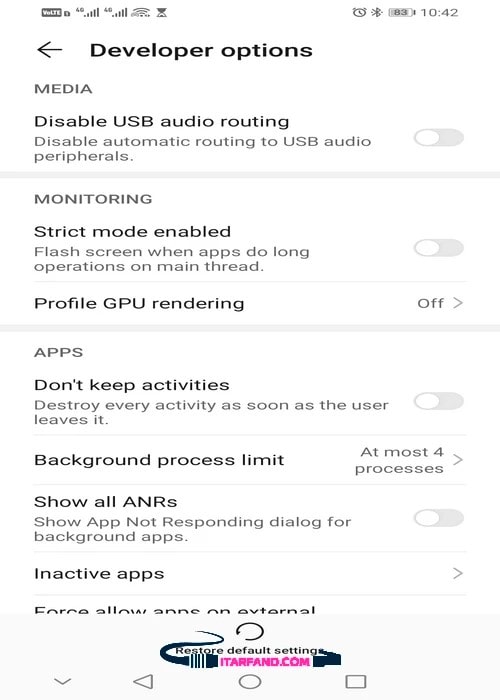 VoLTE 4G 4G 83 10:42
Developer options
MEDIA
Disable USB audio routing
Disable automatic routing to USB audio
peripherals.
MONITORING
Strict mode enabled
Flash screen when apps do long
operations on main thread.
Profile GPU rendering Off
APPS
Don't keep activities
Destroy every activity as soon as the user
leaves it.
Background process limit At most 4
processes
Show all ANRs
Show App Not Responding dialog for
background apps.
Inactive apps
Force allow apps on external
Restore default settings
ITARFAND.COM